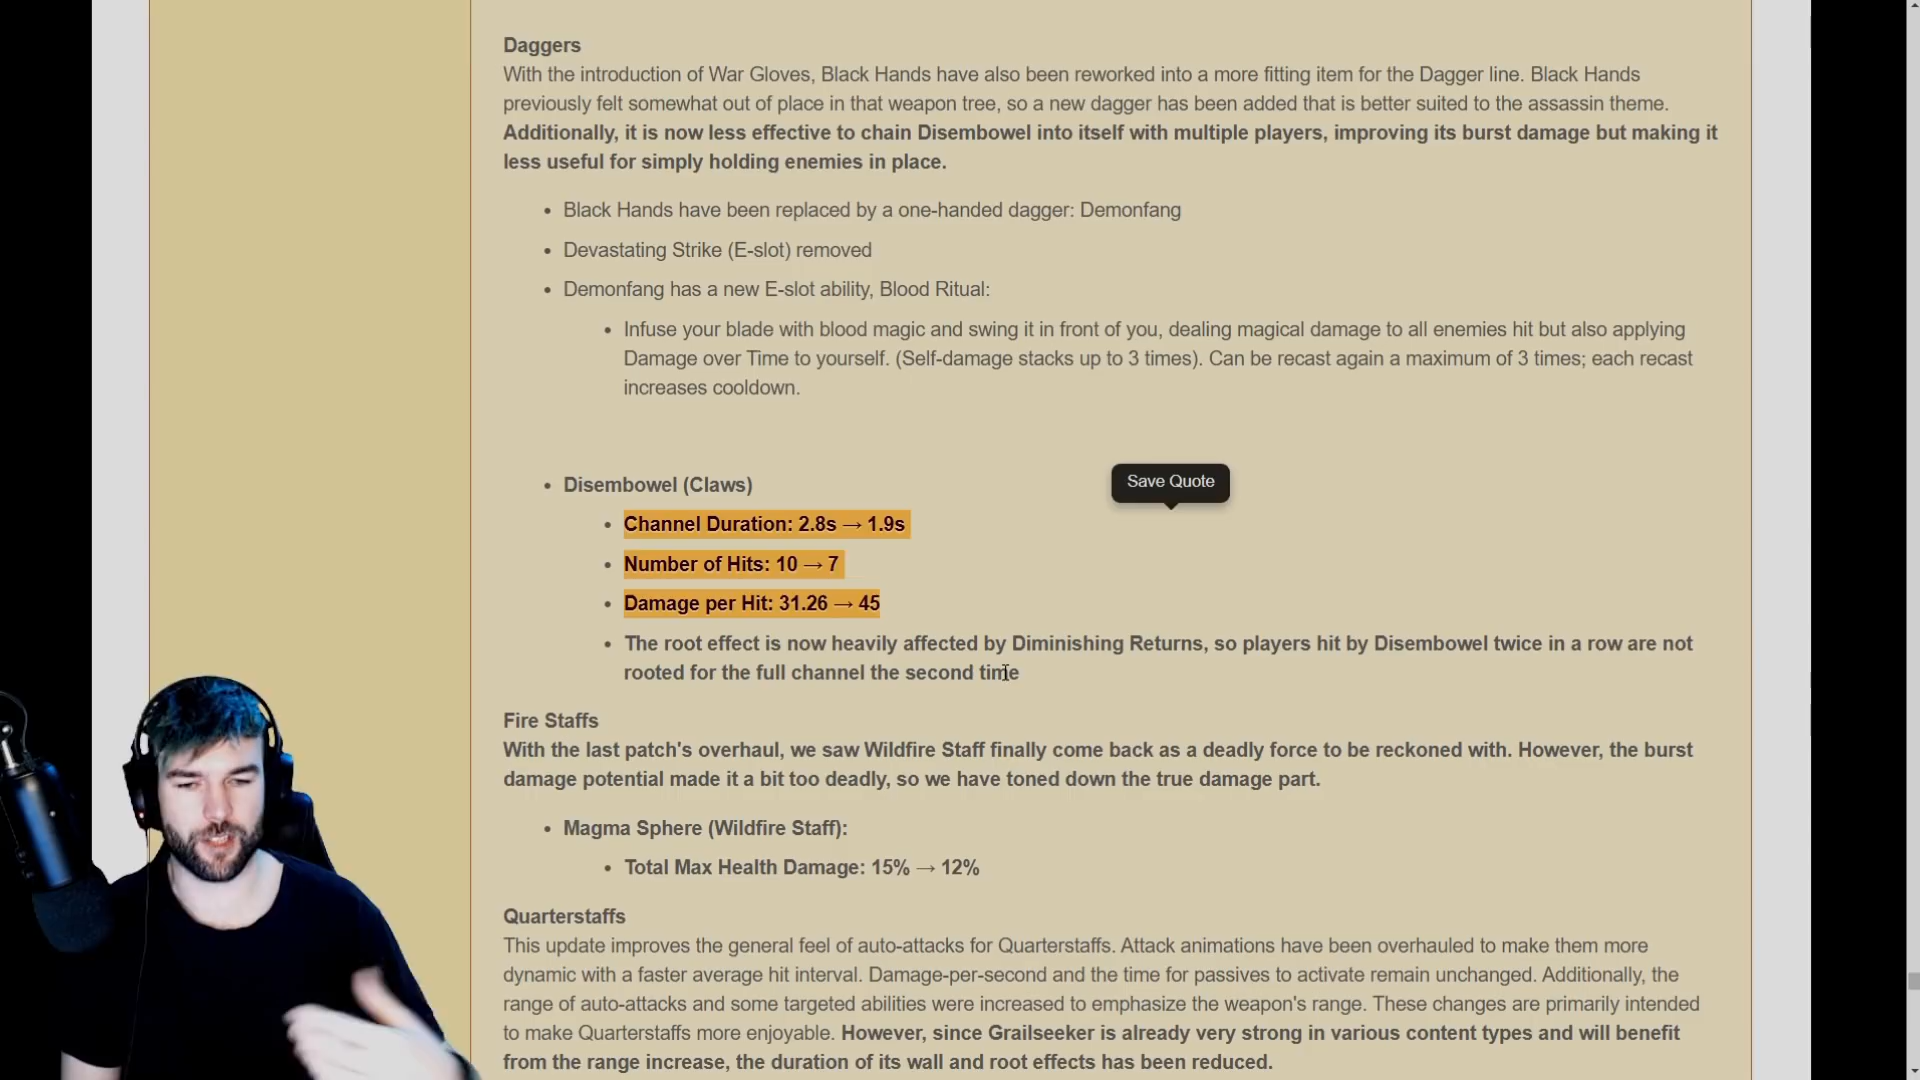 Daggers
With the introduction of War Gloves, Black Hands have also been reworked into a more fitting item for the Dagger line. Black Hands
previously felt somewhat out of place in that weapon tree, so a new dagger has been added that is better suited to the assassin theme.
Additionally, it is now less effective to chain Disembowel into itself with multiple players, improving its burst damage but making it
less useful for simply holding enemies in place.
• Black Hands have been replaced by a one-handed dagger: Demonfang
• Devastating Strike (E-slot) removed
• Demonfang has a new E-slot ability, Blood Ritual:
• Infuse your blade with blood magic and swing it in front of you, dealing magical damage to all enemies hit but also applying
Damage over Time to yourself. (Self-damage stacks up to 3 times). Can be recast again a maximum of 3 times; each recast
increases cooldown.
Save Quote
• Disembowel (Claws)
• Channel Duration: 2.8s → 1.9s
• Number of Hits: 10 → 7
• Damage per Hit: 31.26 → 45
• The root effect is now heavily affected by Diminishing Returns, so players hit by Disembowel twice in a row are not
rooted for the full channel the second time
Fire Staffs
With the last patch's overhaul, we saw Wildfire Staff finally come back as a deadly force to be reckoned with. However, the burst
damage potential made it a bit too deadly, so we have toned down the true damage part.
• Magma Sphere (Wildfire Staff):
• Total Max Health Damage: 15% → 12%
Quarterstaffs
This update improves the general feel of auto-attacks for Quarterstaffs. Attack animations have been overhauled to make them more
dynamic with a faster average hit interval. Damage-per-second and the time for passives to activate remain unchanged. Additionally, the
range of auto-attacks and some targeted abilities were increased to emphasize the weapon's range. These changes are primarily intended
to make Quarterstaffs more enjoyable. However, since Grailseeker is already very strong in various content types and will benefit
from the range increase, the duration of its wall and root effects has been reduced.